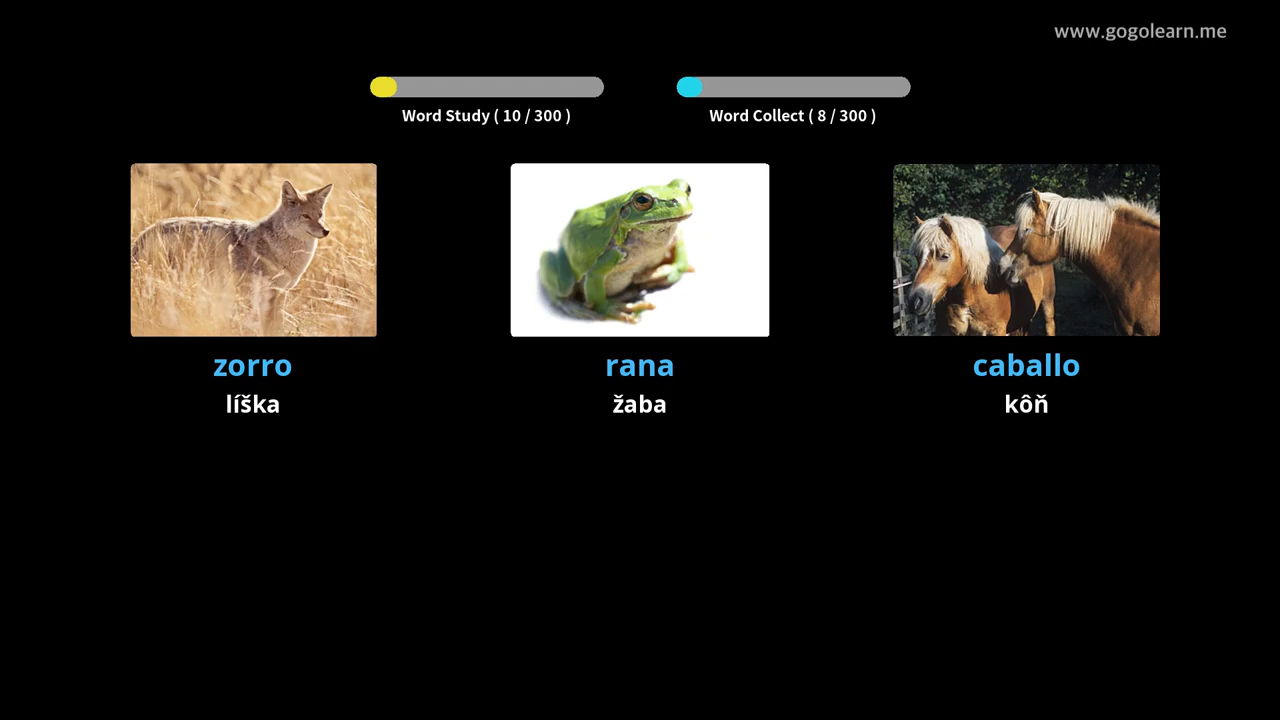 www.gogolearn.me
Word Study ( 10 / 300 )
Word Collect ( 8 / 300 )
zorro
rana
caballo
líška
žaba
kôň